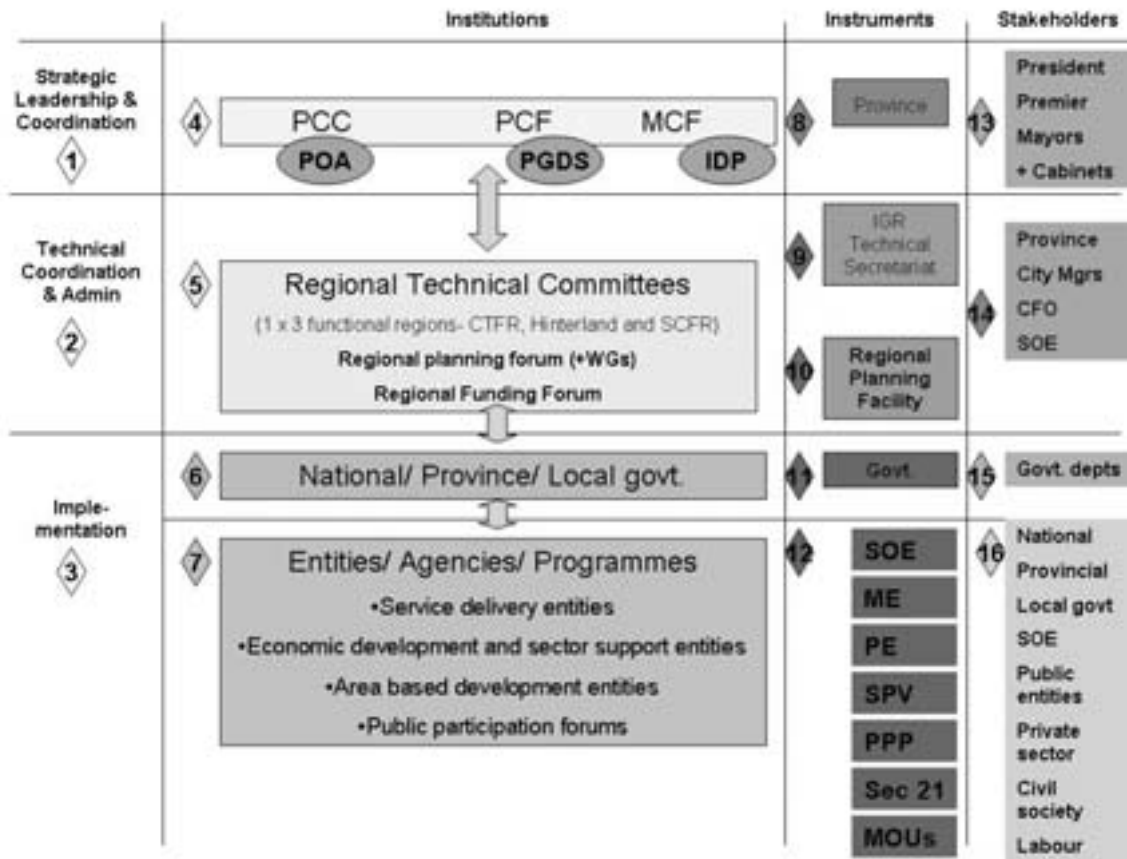 Institutions
Instruments
Stakeholders
Strategic
Leadership &
Coordination
1
4
PCC PCF MCF
POA PGDS IDP
8
Province
13
President
Premier
Mayors
+ Cabinets
Technical
Coordination
& Admin
2
5
Regional Technical Committees
(1 x 3 functional regions- CTFR, Hinterland and SCFR)
Regional planning forum (+WGs)
Regional Funding Forum
9
IGR
Technical
Secretariat
10
Regional
Planning
Facility
14
Province
City Mgrs
CFO
SOE
Imple-
mentation
3
6
National/ Province/ Local govt.
11
Govt.
15
Govt. depts
7
Entities/ Agencies/ Programmes
•Service delivery entities
•Economic development and sector support entities
•Area based development entities
•Public participation forums
12
SOE
ME
PE
SPV
PPP
Sec 21
MOUs
16
National
Provincial
Local govt
SOE
Public
entities
Private
sector
Civil
society
Labour